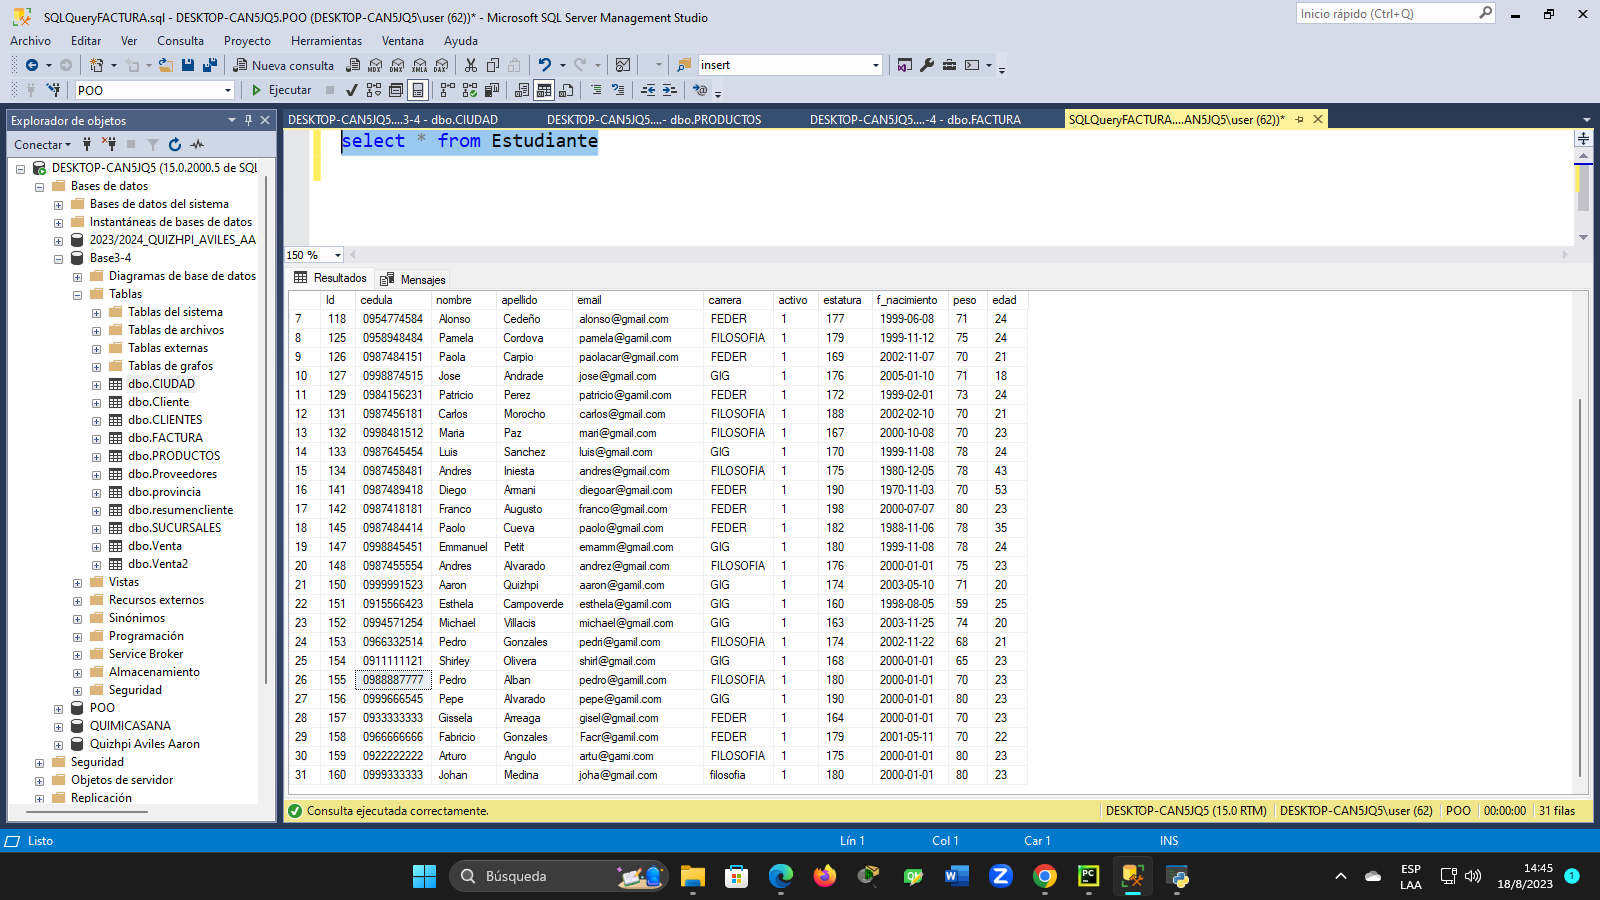 SQLQueryFACTURA.sql - DESKTOP-CAN5JQ5.POO (DESKTOP-CAN5JQ5\user (62))* - Microsoft SQL Server Management Studio
Inicio rápido (Ctrl+Q)
Archivo Editar Ver Consulta Proyecto Herramientas Ventana Ayuda
Nueva consulta MDX DMX XMLA DAX insert
POO Ejecutar
Explorador de objetos
Conectar
DESKTOP-CAN5JQ5 (15.0.2000.5 de SQL
Bases de datos
Bases de datos del sistema
Instantáneas de bases de datos
2023/2024_QUIZHPI_AVILES_AA
Base3-4
Diagramas de base de datos
Tablas
Tablas del sistema
Tablas de archivos
Tablas externas
Tablas de grafos
dbo.CIUDAD
dbo.Cliente
dbo.CLIENTES
dbo.FACTURA
dbo.PRODUCTOS
dbo.Proveedores
dbo.provincia
dbo.resumencliente
dbo.SUCURSALES
dbo.Venta
dbo.Venta2
Vistas
Recursos externos
Sinónimos
Programación
Service Broker
Almacenamiento
Seguridad
POO
QUIMICASANA
Quizhpi Aviles Aaron
Seguridad
Objetos de servidor
Replicación
DESKTOP-CAN5JQ5....3-4 - dbo.CIUDAD DESKTOP-CAN5JQ5....- dbo.PRODUCTOS DESKTOP-CAN5JQ5....-4 - dbo.FACTURA SQLQueryFACTURA....AN5JQ5\user (62))*
select * from Estudiante
150 %
Resultados Mensajes
Id cedula nombre apellido email carrera activo estatura f_nacimiento peso edad
7 118 0954774584 Alonso Cedeño alonso@gmail.com FEDER 1 177 1999-06-08 71 24
8 125 0958948484 Pamela Cordova pamela@gamil.com FILOSOFIA 1 179 1999-11-12 75 24
9 126 0987484151 Paola Carpio paolacar@gmail.com FEDER 1 169 2002-11-07 70 21
10 127 0998874515 Jose Andrade jose@gmail.com GIG 1 176 2005-01-10 71 18
11 129 0984156231 Patricio Perez patricio@gamil.com FEDER 1 172 1999-02-01 73 24
12 131 0987456181 Carlos Morocho carlos@gmail.com FILOSOFIA 1 188 2002-02-10 70 21
13 132 0998481512 Maria Paz mari@gmail.com FILOSOFIA 1 167 2000-10-08 70 23
14 133 0987645454 Luis Sanchez luis@gmail.com GIG 1 170 1999-11-08 78 24
15 134 0987458481 Andres Iniesta andres@gmail.com FILOSOFIA 1 175 1980-12-05 78 43
16 141 0987489418 Diego Armani diegoar@gmail.com FEDER 1 190 1970-11-03 70 53
17 142 0987418181 Franco Augusto franco@gmail.com FEDER 1 198 2000-07-07 80 23
18 145 0987484414 Paolo Cueva paolo@gmail.com FEDER 1 182 1988-11-06 78 35
19 147 0998845451 Emmanuel Petit emamm@gmail.com GIG 1 180 1999-11-08 78 24
20 148 0987455554 Andres Alvarado andrez@gmail.com FILOSOFIA 1 176 2000-01-01 75 23
21 150 0999991523 Aaron Quizhpi aaron@gamil.com GIG 1 174 2003-05-10 71 20
22 151 0915566423 Esthela Campoverde esthela@gamil.com GIG 1 160 1998-08-05 59 25
23 152 0994571254 Michael Villacis michael@gmail.com GIG 1 163 2003-11-25 74 20
24 153 0966332514 Pedro Gonzales pedri@gamil.com FILOSOFIA 1 174 2002-11-22 68 21
25 154 0911111121 Shirley Olivera shirl@gmail.com GIG 1 168 2000-01-01 65 23
26 155 0988887777 Pedro Alban pedro@gamill.com FILOSOFIA 1 180 2000-01-01 70 23
27 156 0999666545 Pepe Alvarado pepe@gamil.com GIG 1 190 2000-01-01 80 23
28 157 0933333333 Gissela Arreaga gisel@gmail.com FEDER 1 164 2000-01-01 70 23
29 158 0966666666 Fabricio Gonzales Facr@gamil.com FEDER 1 179 2001-05-11 70 22
30 159 0922222222 Arturo Angulo artu@gami.com FILOSOFIA 1 175 2000-01-01 80 23
31 160 0999333333 Johan Medina joha@gmail.com filosofia 1 180 2000-01-01 80 23
Consulta ejecutada correctamente. DESKTOP-CAN5JQ5 (15.0 RTM) DESKTOP-CAN5JQ5\user (62) POO 00:00:00 31 filas
Listo Lín 1 Col 1 Car 1 INS
Búsqueda
ESP
LAA
14:45
18/8/2023
1